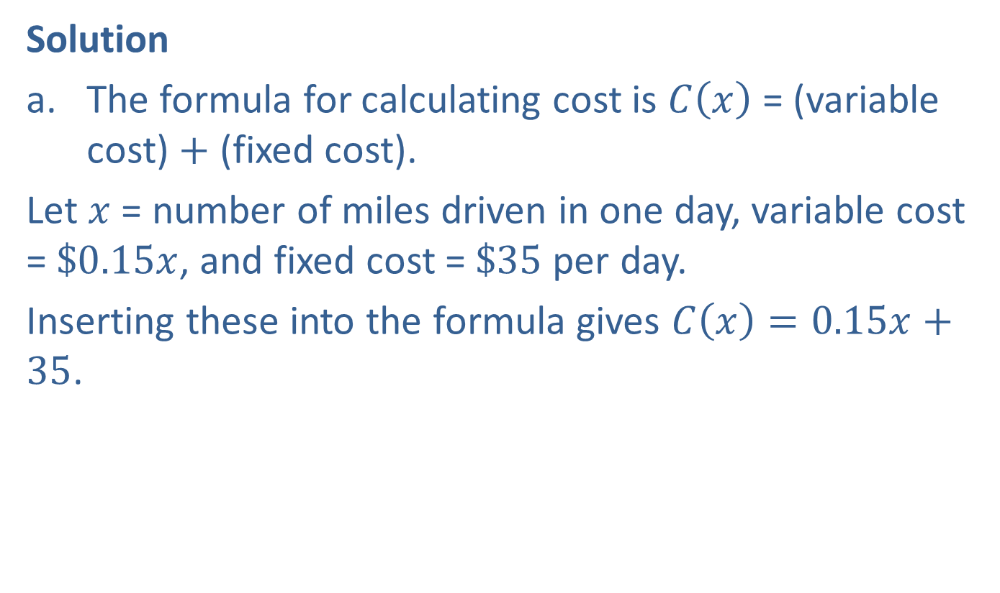 Solution
a. The formula for calculating cost is C(x) = (variable
cost) + (fixed cost).
Let x = number of miles driven in one day, variable cost
= $0.15x, and fixed cost = $35 per day.
Inserting these into the formula gives C(x) = 0.15x +
35.